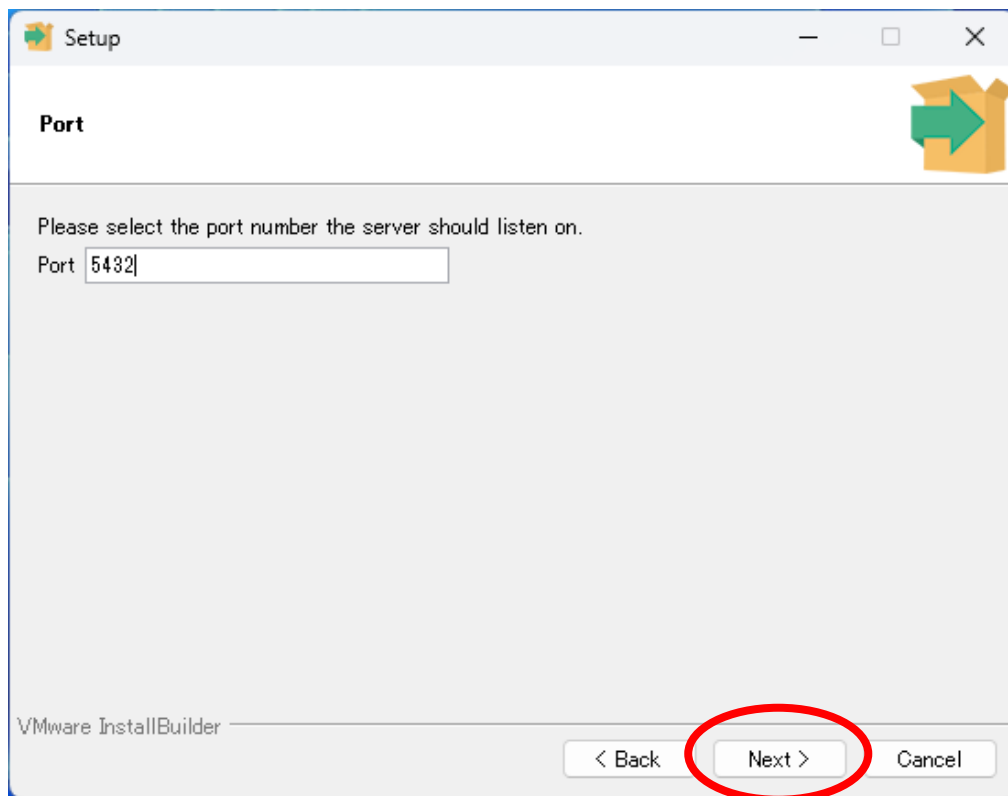 Setup
Port
Please select the port number the server should listen on.
Port 5432
VMware InstallBuilder
< Back Next > Cancel